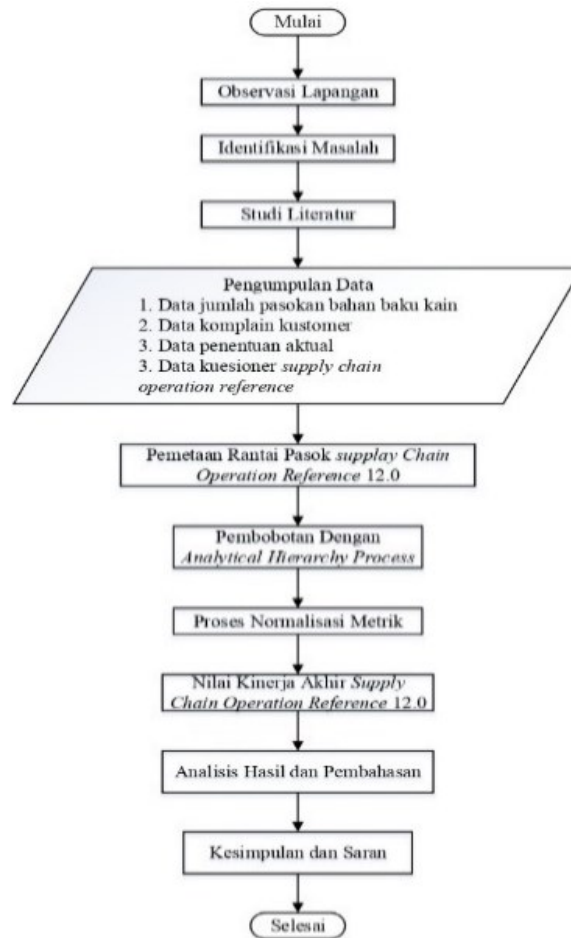 Mulai
Observasi Lapangan
Identifikasi Masalah
Studi Literatur
Pengumpulan Data
1. Data jumlah pasokan bahan baku kain
2. Data komplain kustomer
3. Data penentuan aktual
3. Data kuesioner supply chain
operation reference
Pemetaan Rantai Pasok supplay Chain
Operation Reference 12.0
Pembobotan Dengan
Analytical Hierarchy Process
Proses Normalisasi Metrik
Nilai Kinerja Akhir Supply
Chain Operation Reference 12.0
Analisis Hasil dan Pembahasan
Kesimpulan dan Saran
Selesai